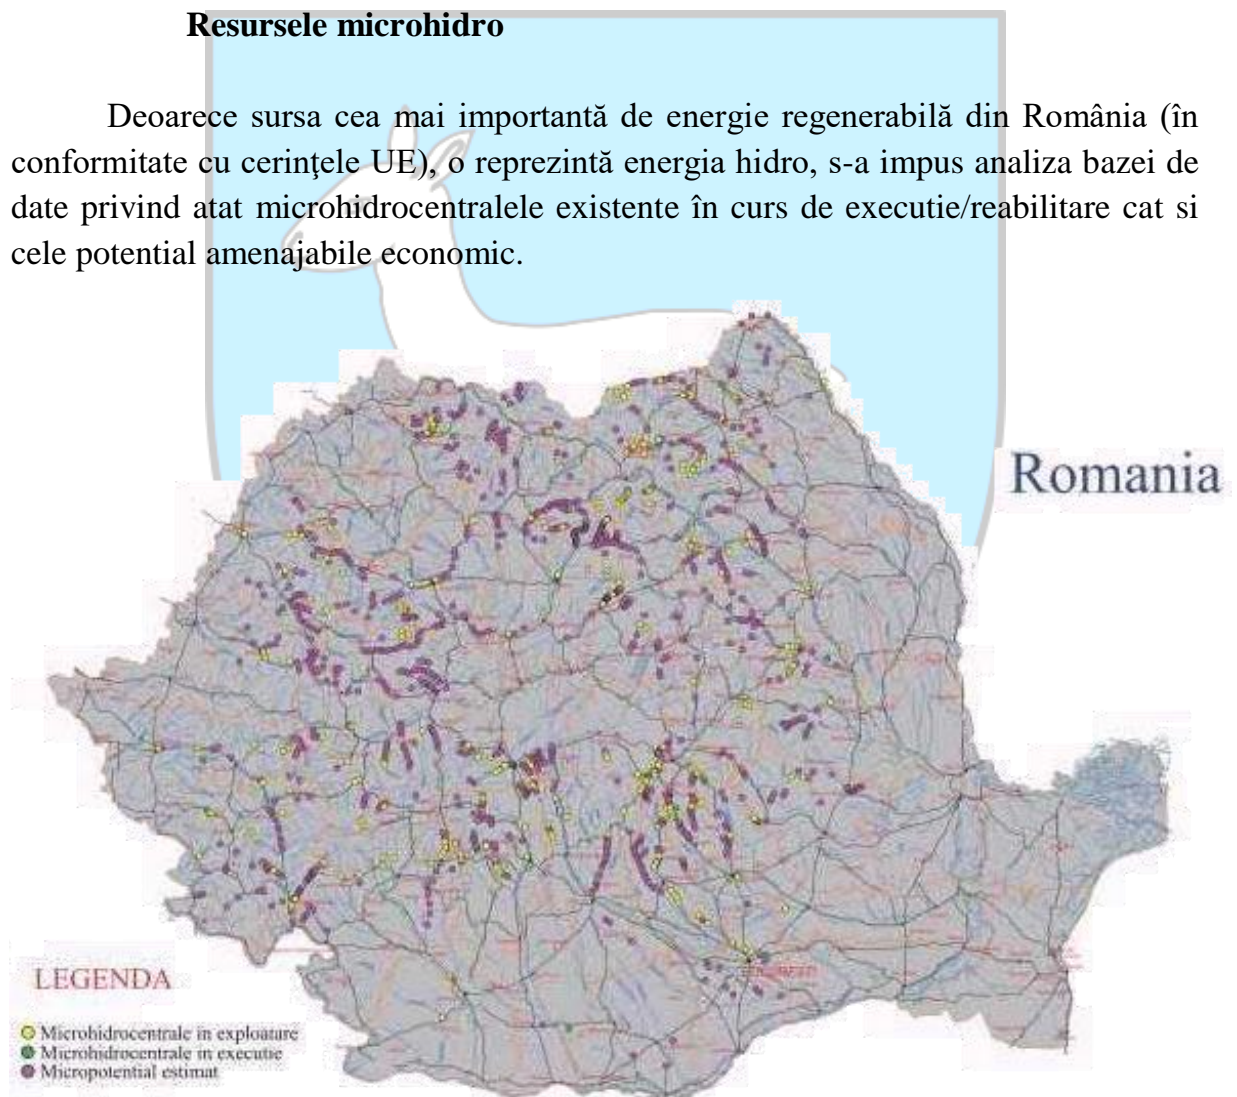 Resursele microhidro
Deoarece sursa cea mai importantă de energie regenerabilă din România (în
conformitate cu cerinţele UE), o reprezintă energia hidro, s-a impus analiza bazei de
date privind atat microhidrocentralele existente în curs de executie/reabilitare cat si
cele potential amenajabile economic.
Romania
LEGENDA
Microhidrocentrale in exploatare
Microhidrocentrale in executie
Micropotential estimat